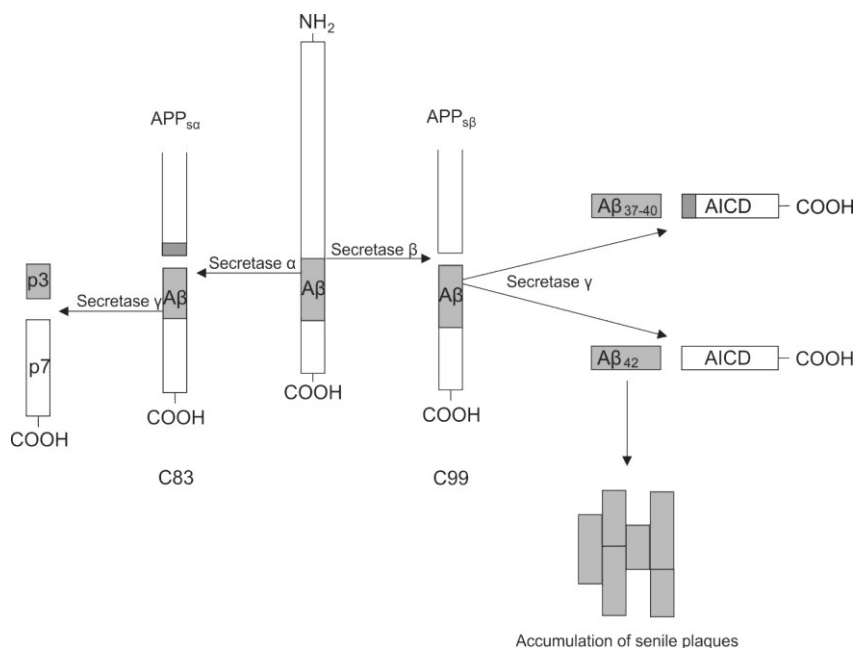 NH2
APPsα
APPsβ
Aβ37-40
AICD
COOH
Secretase β
Secretase α
p3
Aβ
Aβ
Aβ
Secretase γ
Secretase γ
p7
Aβ42
AICD
COOH
COOH
COOH
COOH
COOH
C83
C99
Accumulation of senile plaques